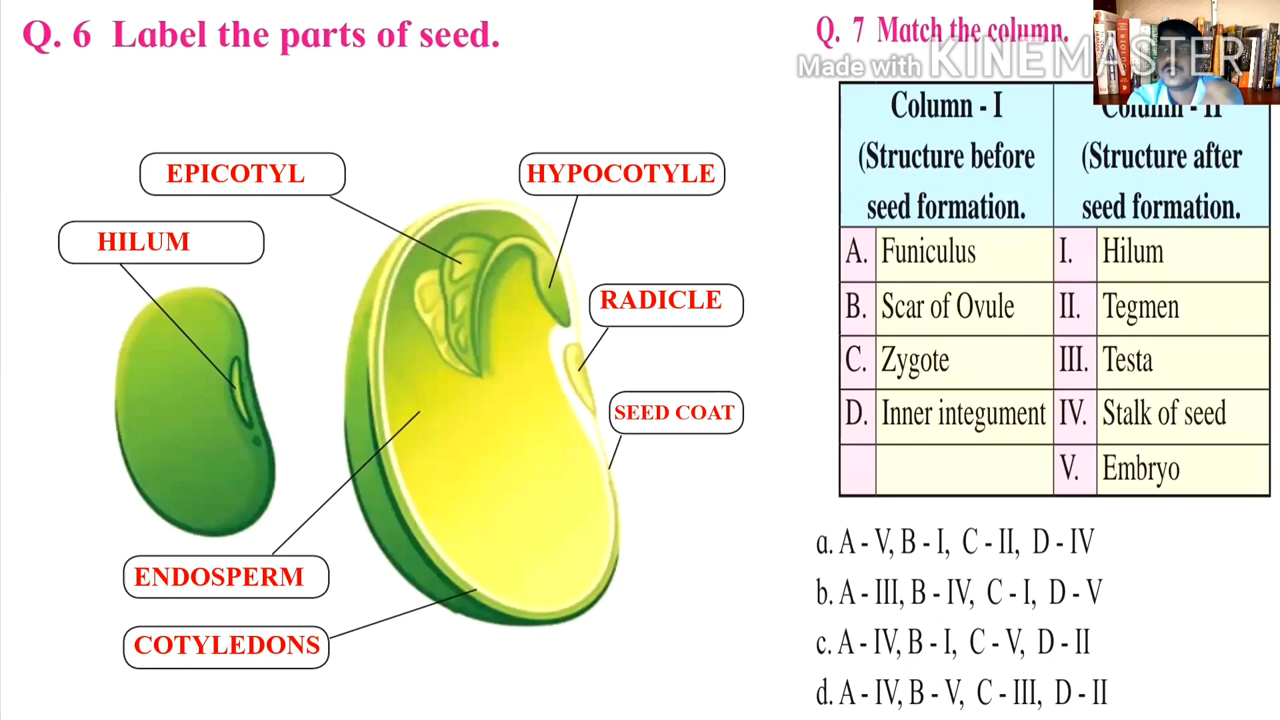 Q. 6 Label the parts of seed.
EPICOTYL
HYPOCOTYLE
HILUM
RADICLE
SEED COAT
ENDOSPERM
COTYLEDONS
Q. 7 Match the column.
Made with KINEMASTER
Column - I
(Structure before
seed formation.
Column - II
(Structure after
seed formation.
A. Funiculus I. Hilum
B. Scar of Ovule II. Tegmen
C. Zygote III. Testa
D. Inner integument IV. Stalk of seed
V. Embryo
a. A - V, B - I, C - II, D - IV
b. A - III, B - IV, C - I, D - V
c. A - IV, B - I, C - V, D - II
d. A - IV, B - V, C - III, D - II